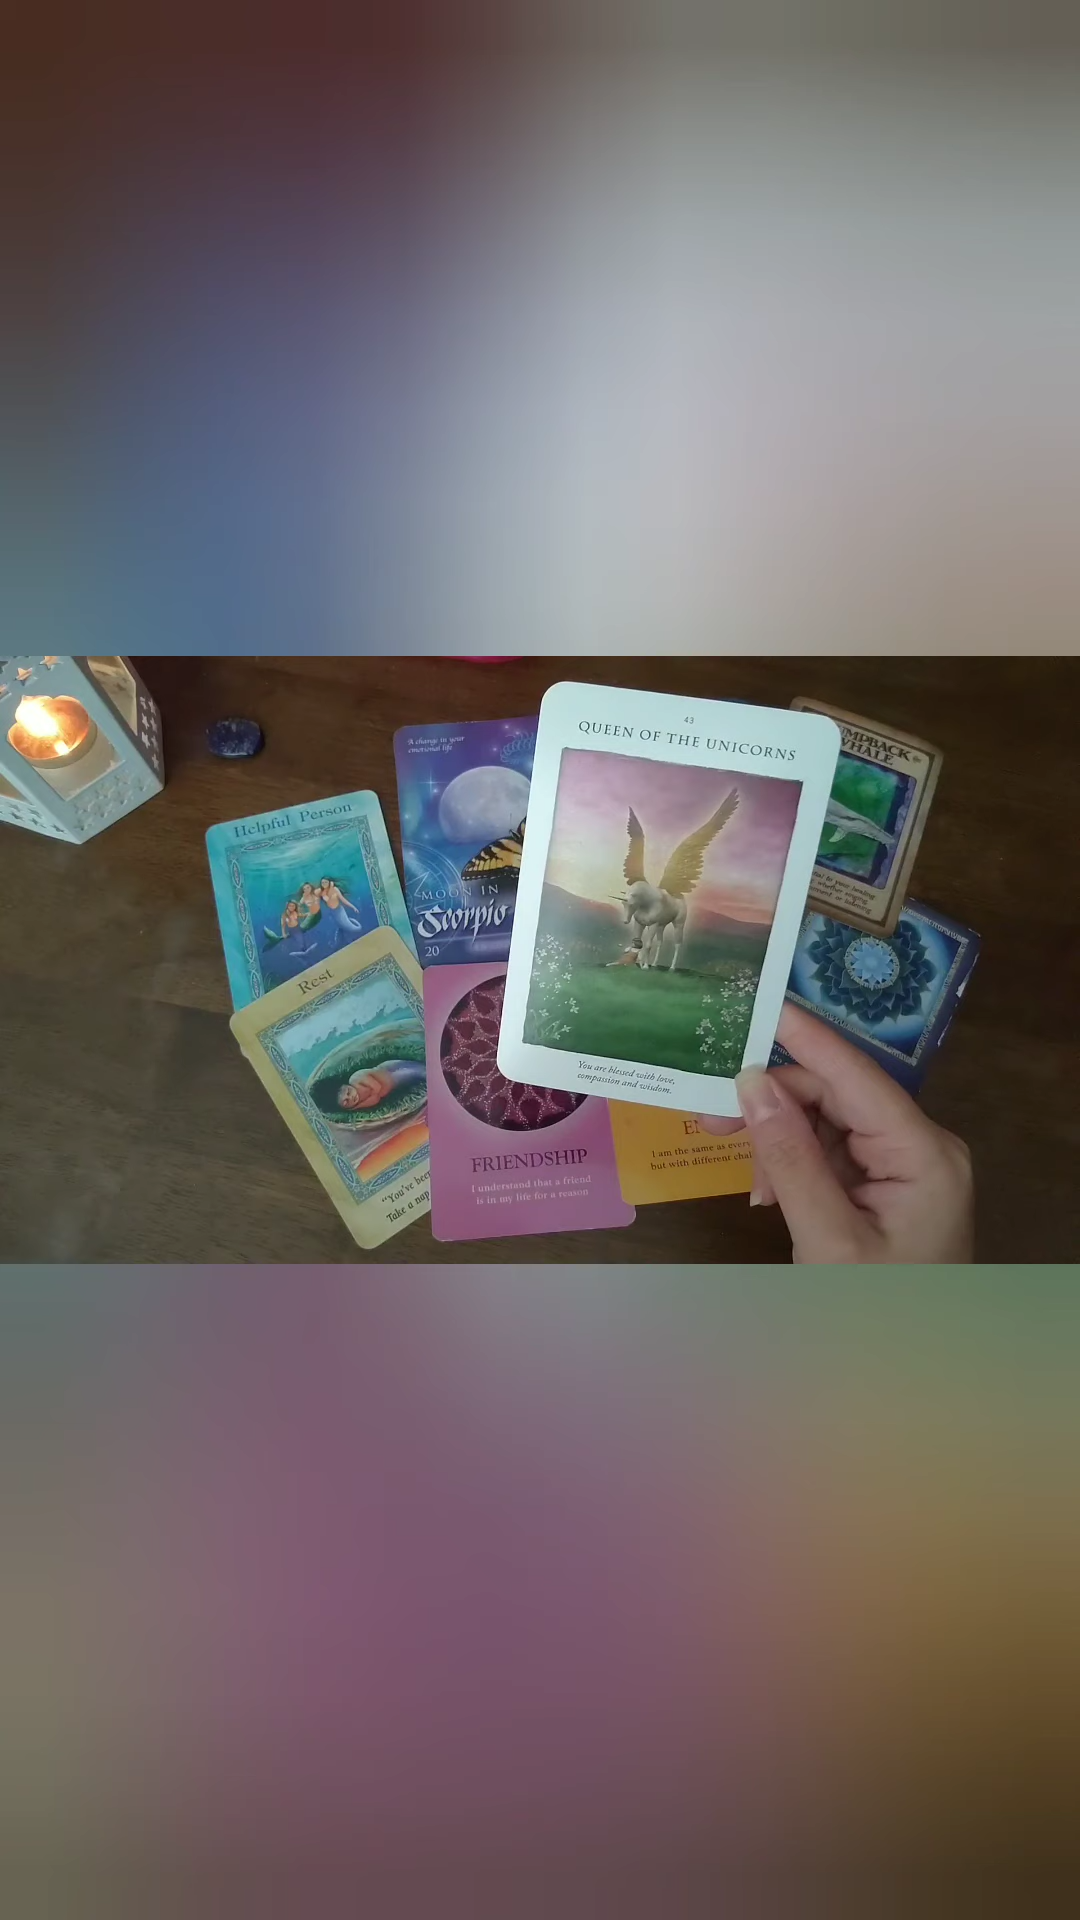 43
QUEEN OF THE UNICORNS
You are blessed with love,
compassion and wisdom.
A change in your
emotional life
MOON IN
Scorpio
20
Helpful Person
Rest
"You've been
Take a nap
FRIENDSHIP
I understand that a friend
is in my life for a reason
I am the same as every
but with different
WHALE